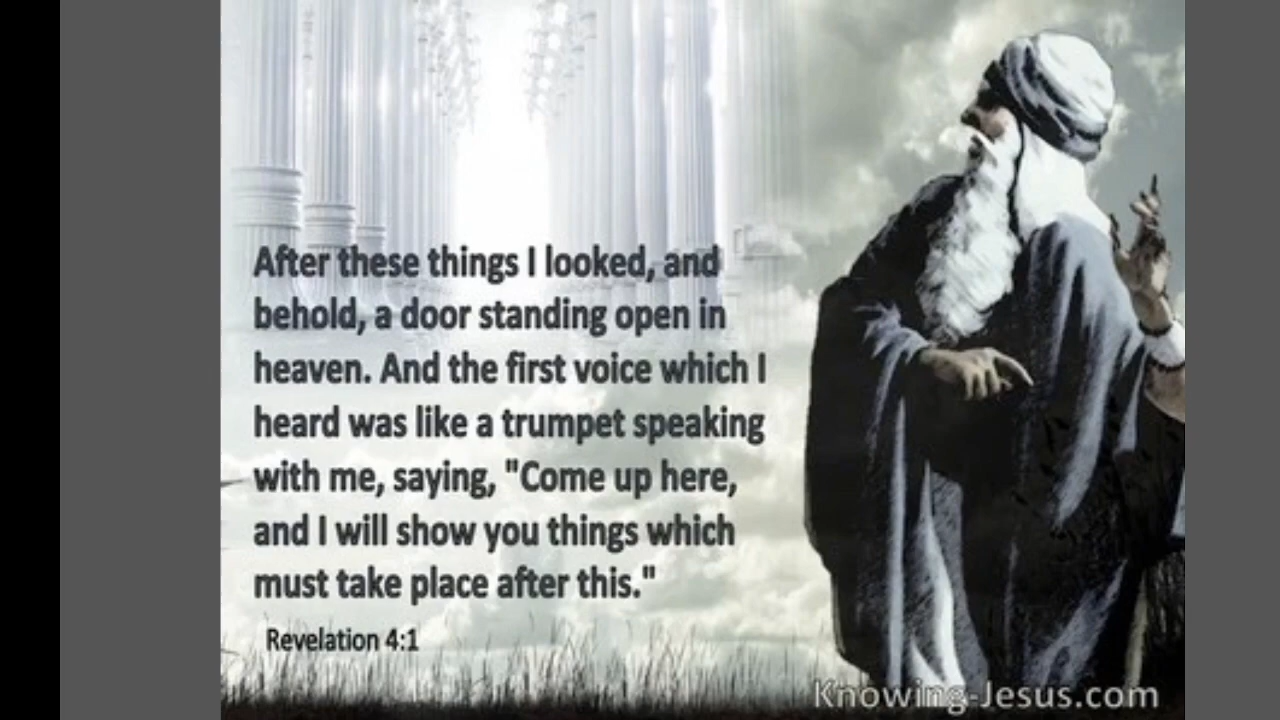 After these things I looked, and
behold, a door standing open in
heaven. And the first voice which I
heard was like a trumpet speaking
with me, saying, "Come up here,
and I will show you things which
must take place after this."
Revelation 4:1
Knowing-Jesus.com